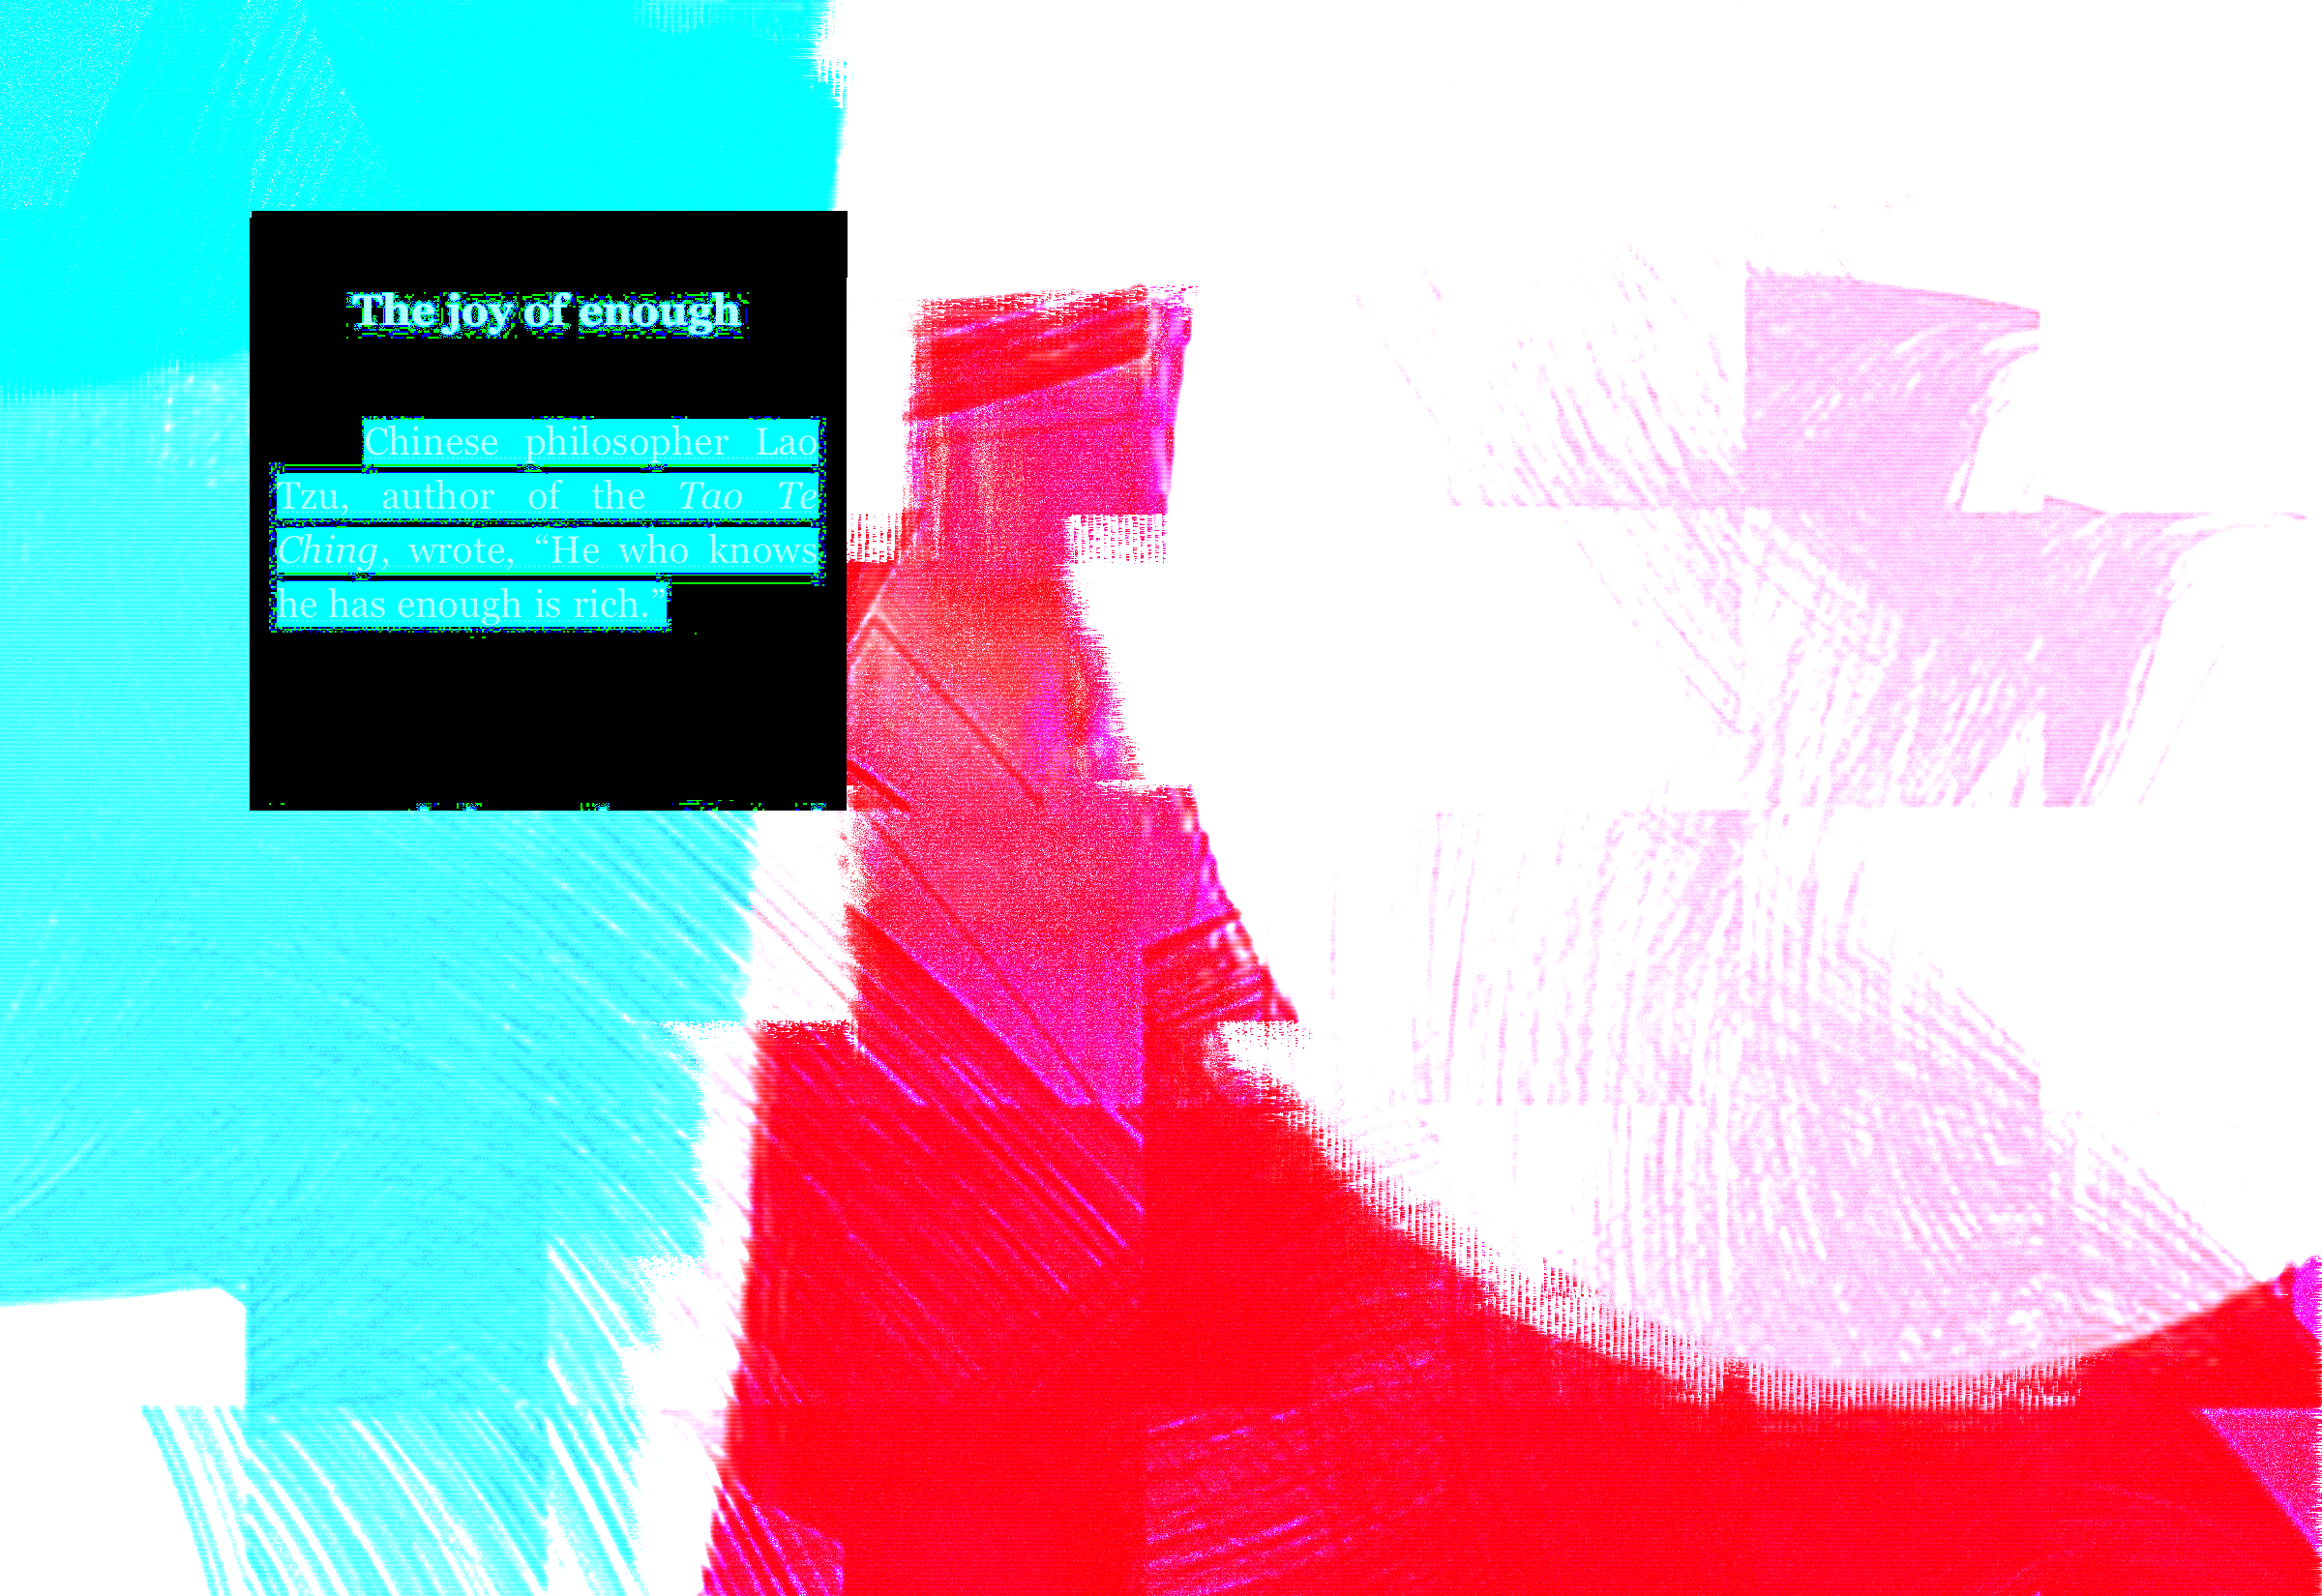 The joy of enough
Chinese philosopher Lao
Tzu, author of the Tao Te
Ching, wrote, “He who knows
he has enough is rich.”